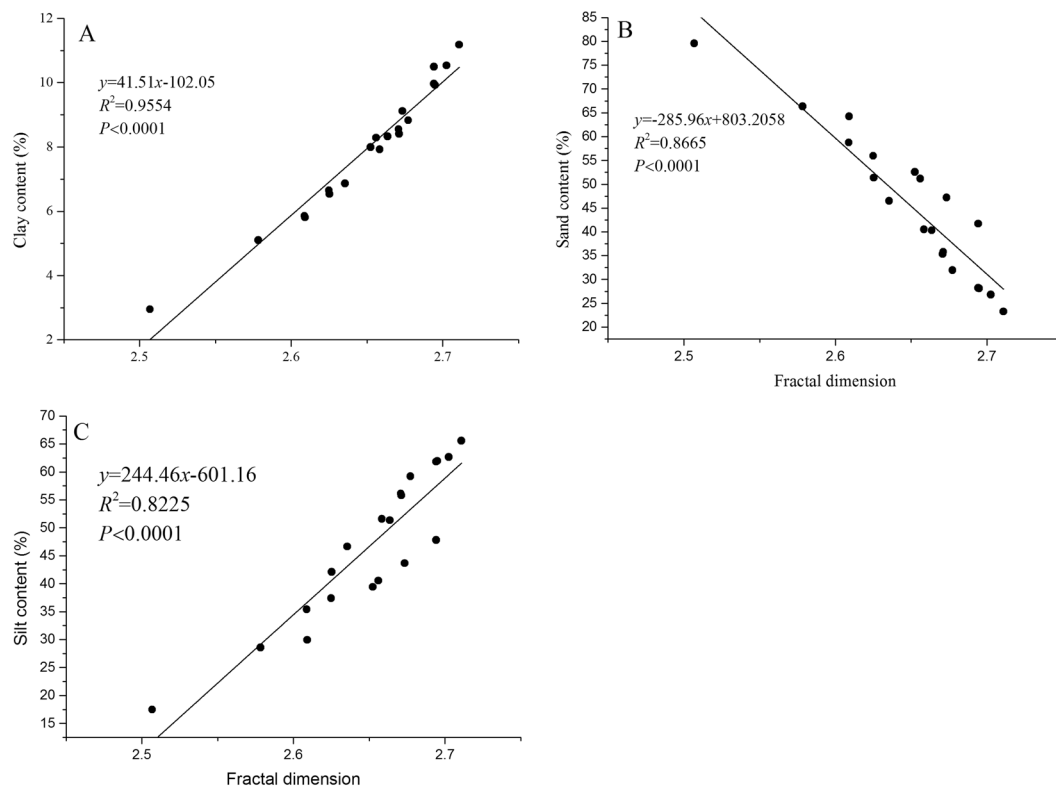 A
y=41.51x-102.05
R²=0.9554
P<0.0001
Clay content (%)
12
10
8
6
4
2
2.5
2.6
2.7
B
y=-285.96x+803.2058
R²=0.8665
P<0.0001
Sand content (%)
85
80
75
70
65
60
55
50
45
40
35
30
25
20
2.5
2.6
2.7
Fractal dimension
C
y=244.46x-601.16
R²=0.8225
P<0.0001
Silt content (%)
70
65
60
55
50
45
40
35
30
25
20
15
2.5
2.6
2.7
Fractal dimension